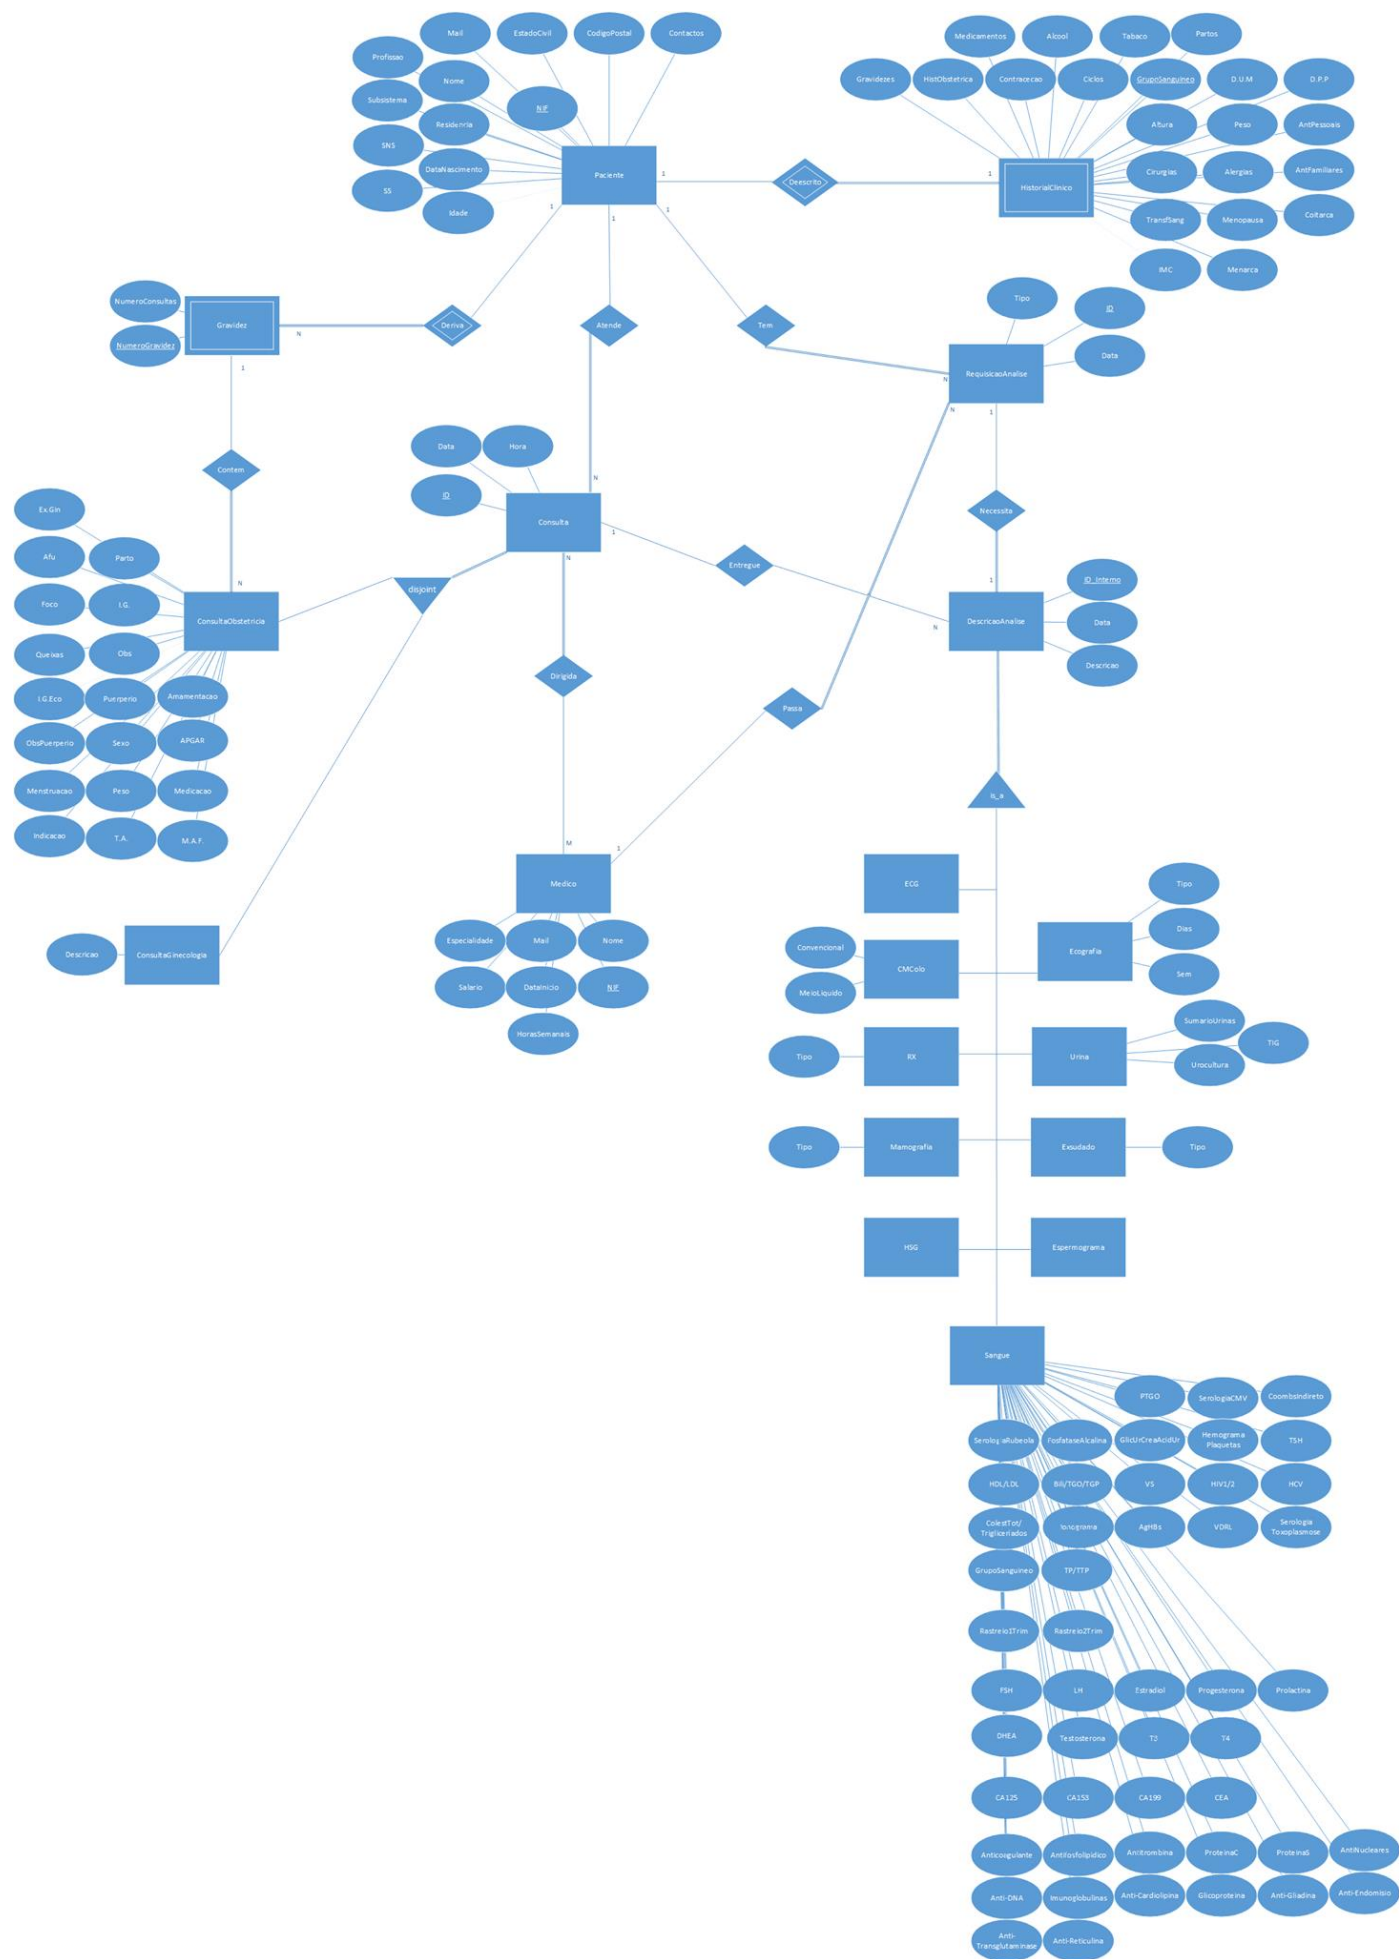 Mail
EstadoCivil
CodigoPostal
Contactos
Profissao
Nome
Subsistema
NIF
Residencia
SNS
DataNascimento
SS
Idade
Paciente
1
1
1
1
Deescrito
1
Medicamentos
Alcool
Tabaco
Partos
Gravidezes
HistObstetrica
Contracecao
Ciclos
GrupoSanguineo
D.U.M
D.P.P
Altura
Peso
AntPessoais
HistorialClinico
Cirurgias
Alergias
AntFamiliares
TransfSang
Menopausa
Coitarca
IMC
Menarca
NumeroConsultas
NumeroGravidez
Gravidez
N
1
Deriva
Atende
Tem
Tipo
ID
Data
RequisicaoAnalise
N
N
1
Contem
N
Data
Hora
ID
Consulta
N
1
N
Entregue
Necessita
1
N
DescricaoAnalise
ID_Interno
Data
Descricao
Ex.Gin
Afu
Parto
Foco
I.G.
ConsultaObstetricia
disjoint
Queixas
Obs
I.G.Eco
Puerperio
Amamentacao
ObsPuerperio
Sexo
APGAR
Menstruacao
Peso
Medicacao
Indicacao
T.A.
M.A.F.
Dirigida
Passa
M
1
Medico
Especialidade
Mail
Nome
Salario
DataInicio
NIF
HorasSemanais
Descricao
ConsultaGinecologia
is_a
ECG
Convencional
MeioLiquido
CMColo
Ecografia
Tipo
Dias
Sem
Tipo
RX
Urina
SumarioUrinas
TIG
Urocultura
Tipo
Mamografia
Exsudado
Tipo
HSG
Espermograma
Sangue
PTGO
SerologiaCMV
CoombsIndireto
SerologiaRubeola
FosfataseAlcalina
GlicUrCreaAcidUr
Hemograma
Plaquetas
TSH
HDL/LDL
Bili/TGO/TGP
VS
HIV1/2
HCV
ColestTot/
Trigliceriados
Ionograma
AgHBs
VDRL
Serologia
Toxoplasmose
GrupoSanguineo
TP/TTP
Rastreio1Trim
Rastreio2Trim
FSH
LH
Estradiol
Progesterona
Prolactina
DHEA
Testosterona
T3
T4
CA125
CA153
CA199
CEA
Anticoagulante
Antifosfolipidico
Antitrombina
ProteinaC
ProteinaS
AntiNucleares
Anti-DNA
Imunoglobulinas
Anti-Cardiolipina
Glicoproteina
Anti-Gliadina
Anti-Endomisio
Anti-
Transglutaminase
Anti-Reticulina